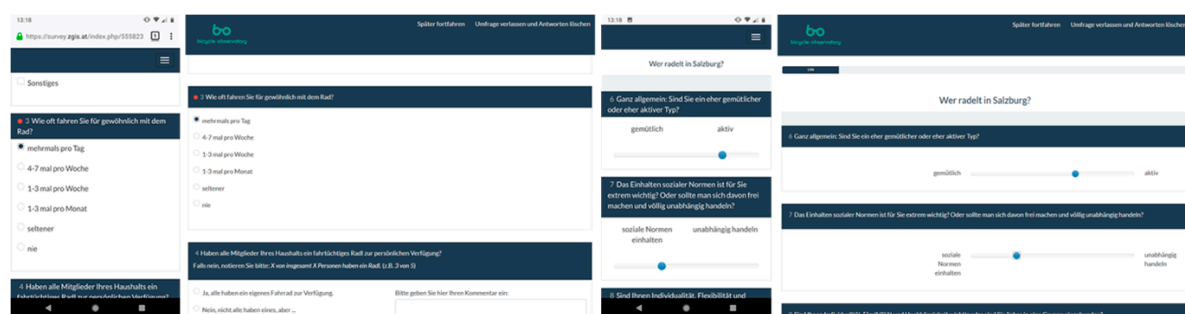 13:18
https://survey.zgis.at/index.php/555823
Sonstiges
3 Wie oft fahren Sie für gewöhnlich mit dem
Rad?
mehrmals pro Tag
4-7 mal pro Woche
1-3 mal pro Woche
1-3 mal pro Monat
seltener
nie
4 Haben alle Mitglieder Ihres Haushalts ein
fahrtüchtiges Radl zur persönlichen Verfügung?
bicycle observatory
Später fortfahren Umfrage verlassen und Antworten löschen
3 Wie oft fahren Sie für gewöhnlich mit dem Rad?
mehrmals pro Tag
4-7 mal pro Woche
1-3 mal pro Woche
1-3 mal pro Monat
seltener
nie
4 Haben alle Mitglieder Ihres Haushalts ein fahrtüchtiges Radl zur persönlichen Verfügung?
Falls nein, notieren Sie bitte: X von insgesamt X Personen haben ein Radl. (z.B. 3 von 5)
Ja, alle haben ein eigenes Fahrrad zur Verfügung.
Bitte geben Sie hier Ihren Kommentar ein:
Nein, nicht alle haben eines, aber ...
13:18
Wer radelt in Salzburg?
6 Ganz allgemein: Sind Sie ein eher gemütlicher
oder eher aktiver Typ?
gemütlich aktiv
7 Das Einhalten sozialer Normen ist für Sie
extrem wichtig? Oder sollte man sich davon frei
machen und völlig unabhängig handeln?
soziale Normen unabhängig handeln
einhalten
8 Sind Ihnen Individualität, Flexibilität und
bicycle observatory
Später fortfahren Umfrage verlassen und Antworten löschen
Wer radelt in Salzburg?
6 Ganz allgemein: Sind Sie ein eher gemütlicher oder eher aktiver Typ?
gemütlich aktiv
7 Das Einhalten sozialer Normen ist für Sie extrem wichtig? Oder sollte man sich davon frei machen und völlig unabhängig handeln?
soziale unabhängig
Normen handeln
einhalten